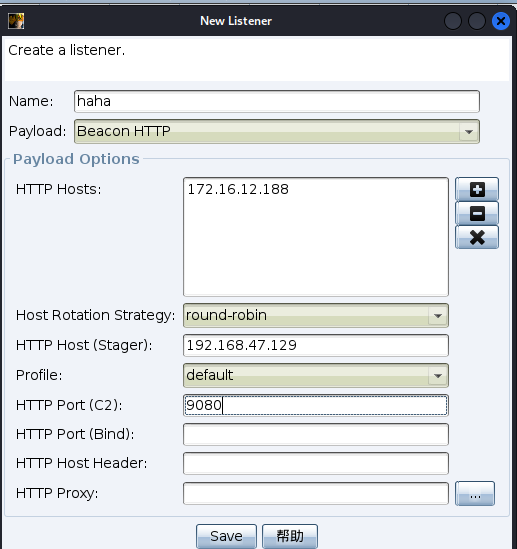 New Listener
Create a listener.
Name: haha
Payload: Beacon HTTP
Payload Options
HTTP Hosts: 172.16.12.188
Host Rotation Strategy: round-robin
HTTP Host (Stager): 192.168.47.129
Profile: default
HTTP Port (C2): 9080
HTTP Port (Bind):
HTTP Host Header:
HTTP Proxy: ...
Save 帮助